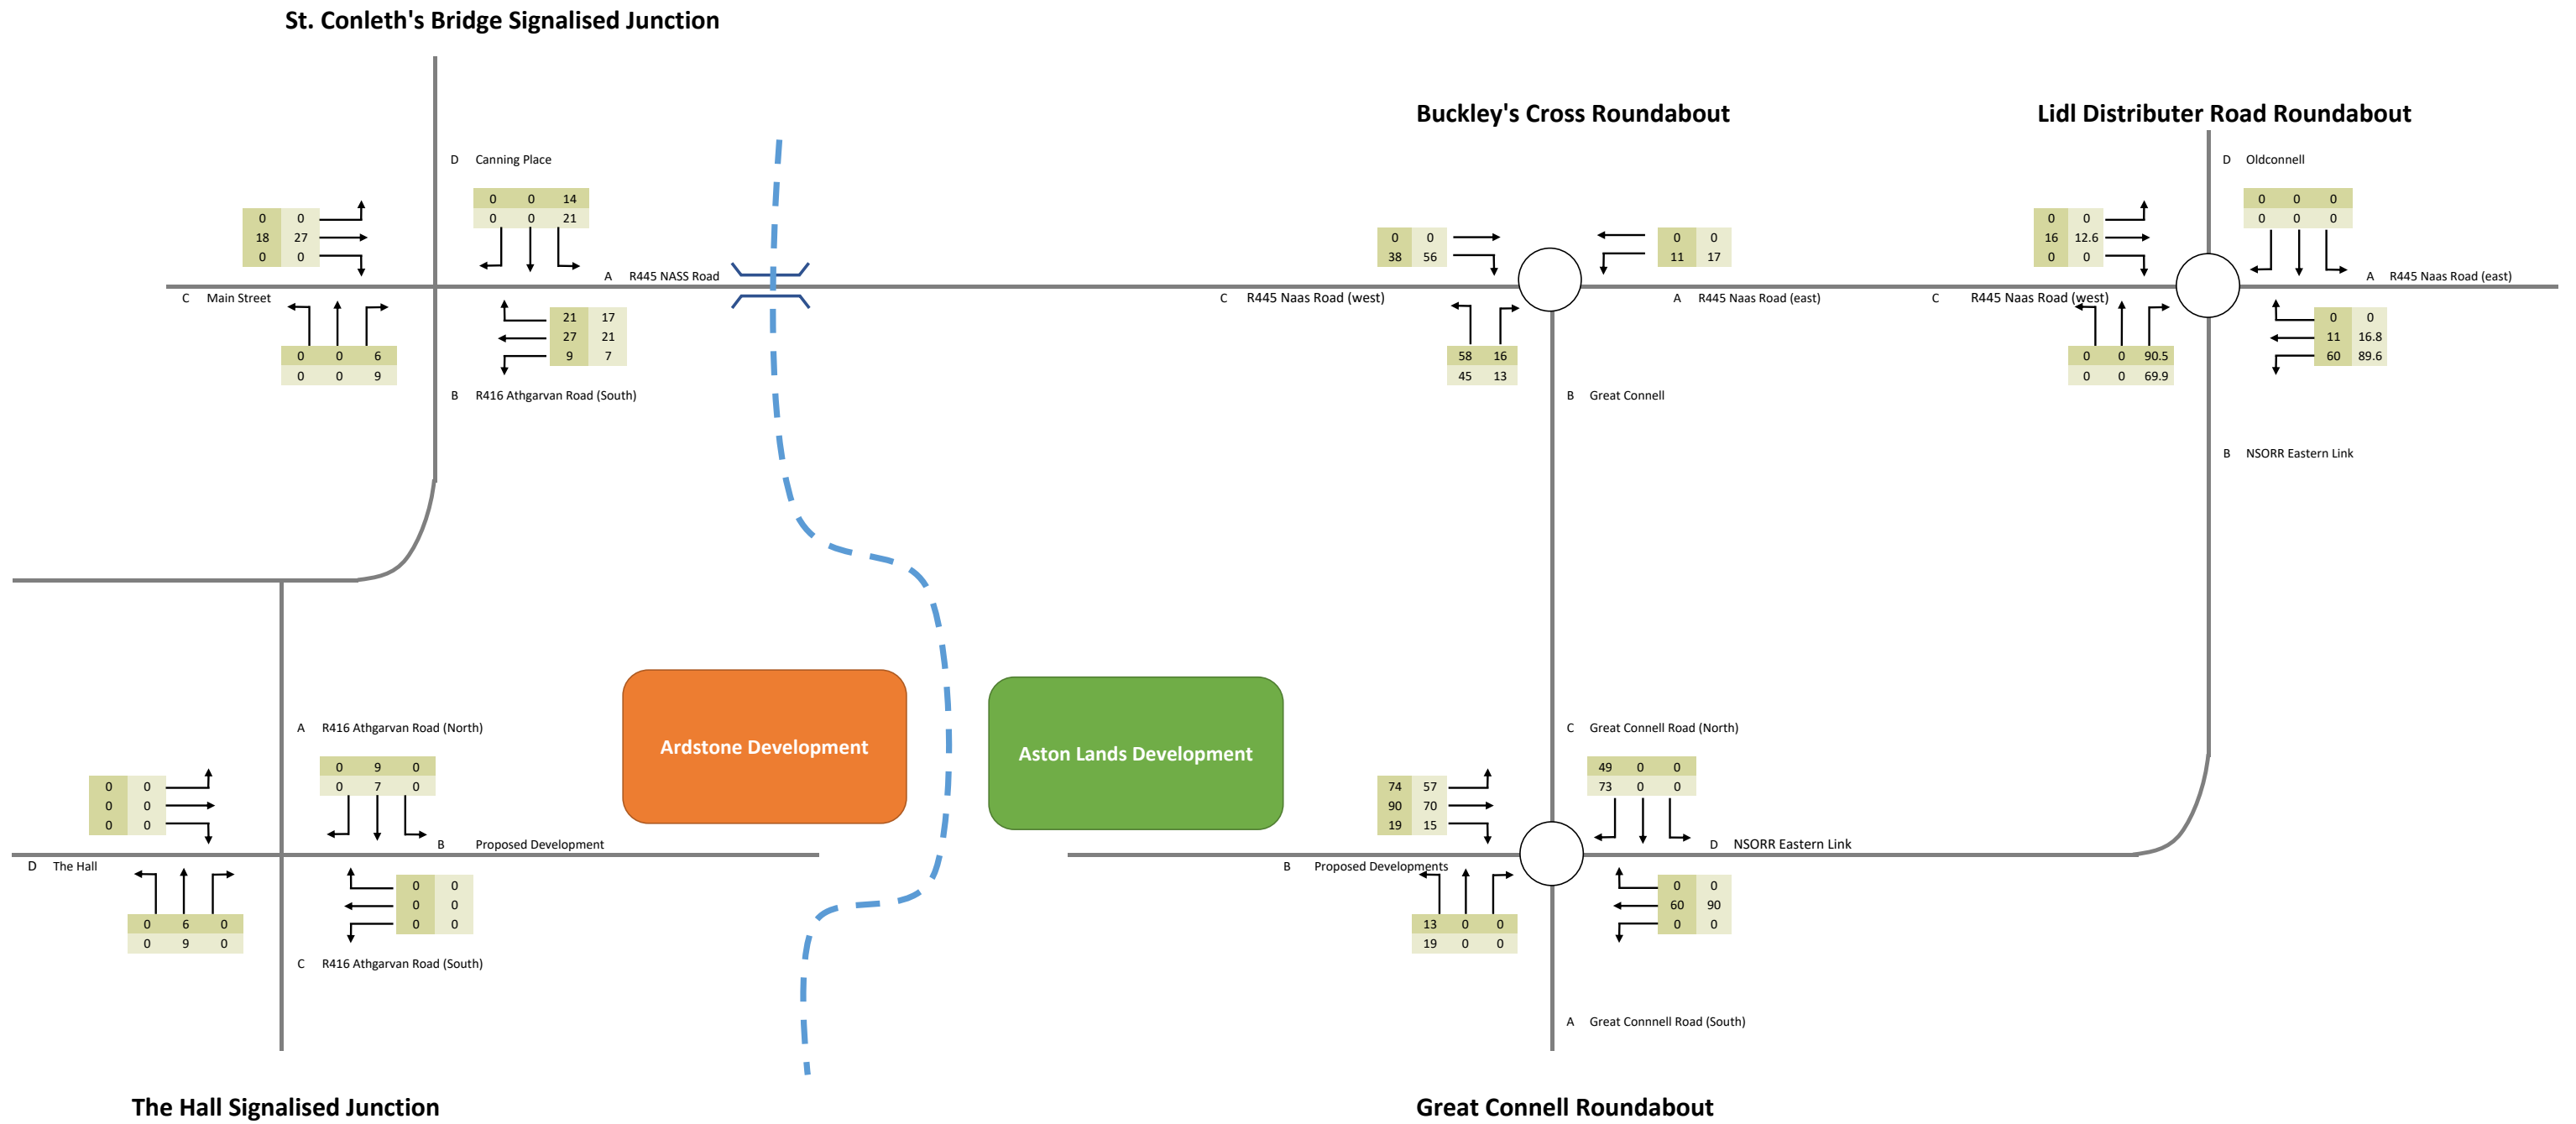 St. Conleth's Bridge Signalised Junction
Buckley's Cross Roundabout
Lidl Distributer Road Roundabout
D Canning Place
0 0 14
0 0 21
0 0
18 27
0 0
A R445 NASS Road
C Main Street
21 17
27 21
9 7
0 0 6
0 0 9
B R416 Athgarvan Road (South)
0 0
38 56
0 0
11 17
C R445 Naas Road (west)
A R445 Naas Road (east)
58 16
45 13
B Great Connell
D Oldconnell
0 0 0
0 0 0
0 0
16 12.6
0 0
A R445 Naas Road (east)
C R445 Naas Road (west)
0 0
11 16.8
60 89.6
0 0 90.5
0 0 69.9
B NSORR Eastern Link
Ardstone Development
Aston Lands Development
A R416 Athgarvan Road (North)
0 9 0
0 7 0
0 0
0 0
0 0
B Proposed Development
D The Hall
0 0
0 0
0 0
0 6 0
0 9 0
C R416 Athgarvan Road (South)
C Great Connell Road (North)
49 0 0
73 0 0
74 57
90 70
19 15
D NSORR Eastern Link
B Proposed Developments
0 0
60 90
0 0
13 0 0
19 0 0
A Great Connnell Road (South)
The Hall Signalised Junction
Great Connell Roundabout